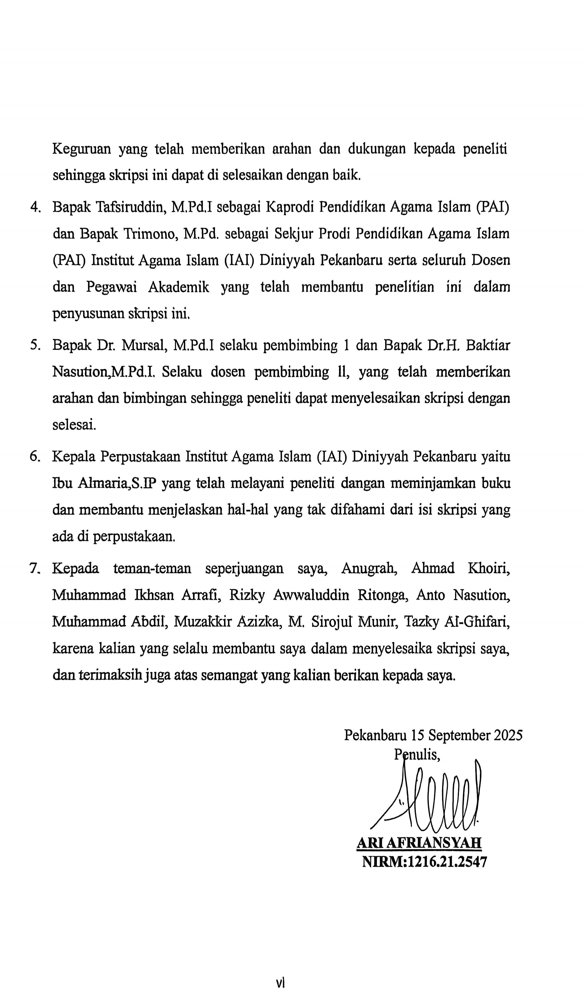 Keguruan yang telah memberikan arahan dan dukungan kepada peneliti
sehingga skripsi ini dapat di selesaikan dengan baik.
4. Bapak Tafsiruddin, M.Pd.I sebagai Kaprodi Pendidikan Agama Islam (PAI)
dan Bapak Trimono, M.Pd. sebagai Sekjur Prodi Pendidikan Agama Islam
(PAI) Institut Agama Islam (IAI) Diniyyah Pekanbaru serta seluruh Dosen
dan Pegawai Akademik yang telah membantu penelitian ini dalam
penyusunan skripsi ini.
5. Bapak Dr. Mursal, M.Pd.I selaku pembimbing 1 dan Bapak Dr.H. Baktiar
Nasution,M.Pd.I. Selaku dosen pembimbing ll, yang telah memberikan
arahan dan bimbingan sehingga peneliti dapat menyelesaikan skripsi dengan
selesai.
6. Kepala Perpustakaan Institut Agama Islam (IAI) Diniyyah Pekanbaru yaitu
Ibu Almaria,S.IP yang telah melayani peneliti dangan meminjamkan buku
dan membantu menjelaskan hal-hal yang tak difahami dari isi skripsi yang
ada di perpustakaan.
7. Kepada teman-teman seperjuangan saya, Anugrah, Ahmad Khoiri,
Muhammad Ikhsan Arrafi, Rizky Awwaluddin Ritonga, Anto Nasution,
Muhammad Abdil, Muzakkir Azizka, M. Sirojul Munir, Tazky Al-Ghifari,
karena kalian yang selalu membantu saya dalam menyelesaika skripsi saya,
dan terimaksih juga atas semangat yang kalian berikan kepada saya.
Pekanbaru 15 September 2025
Penulis,
ARI AFRIANSYAH
NIRM:1216.21.2547
vi